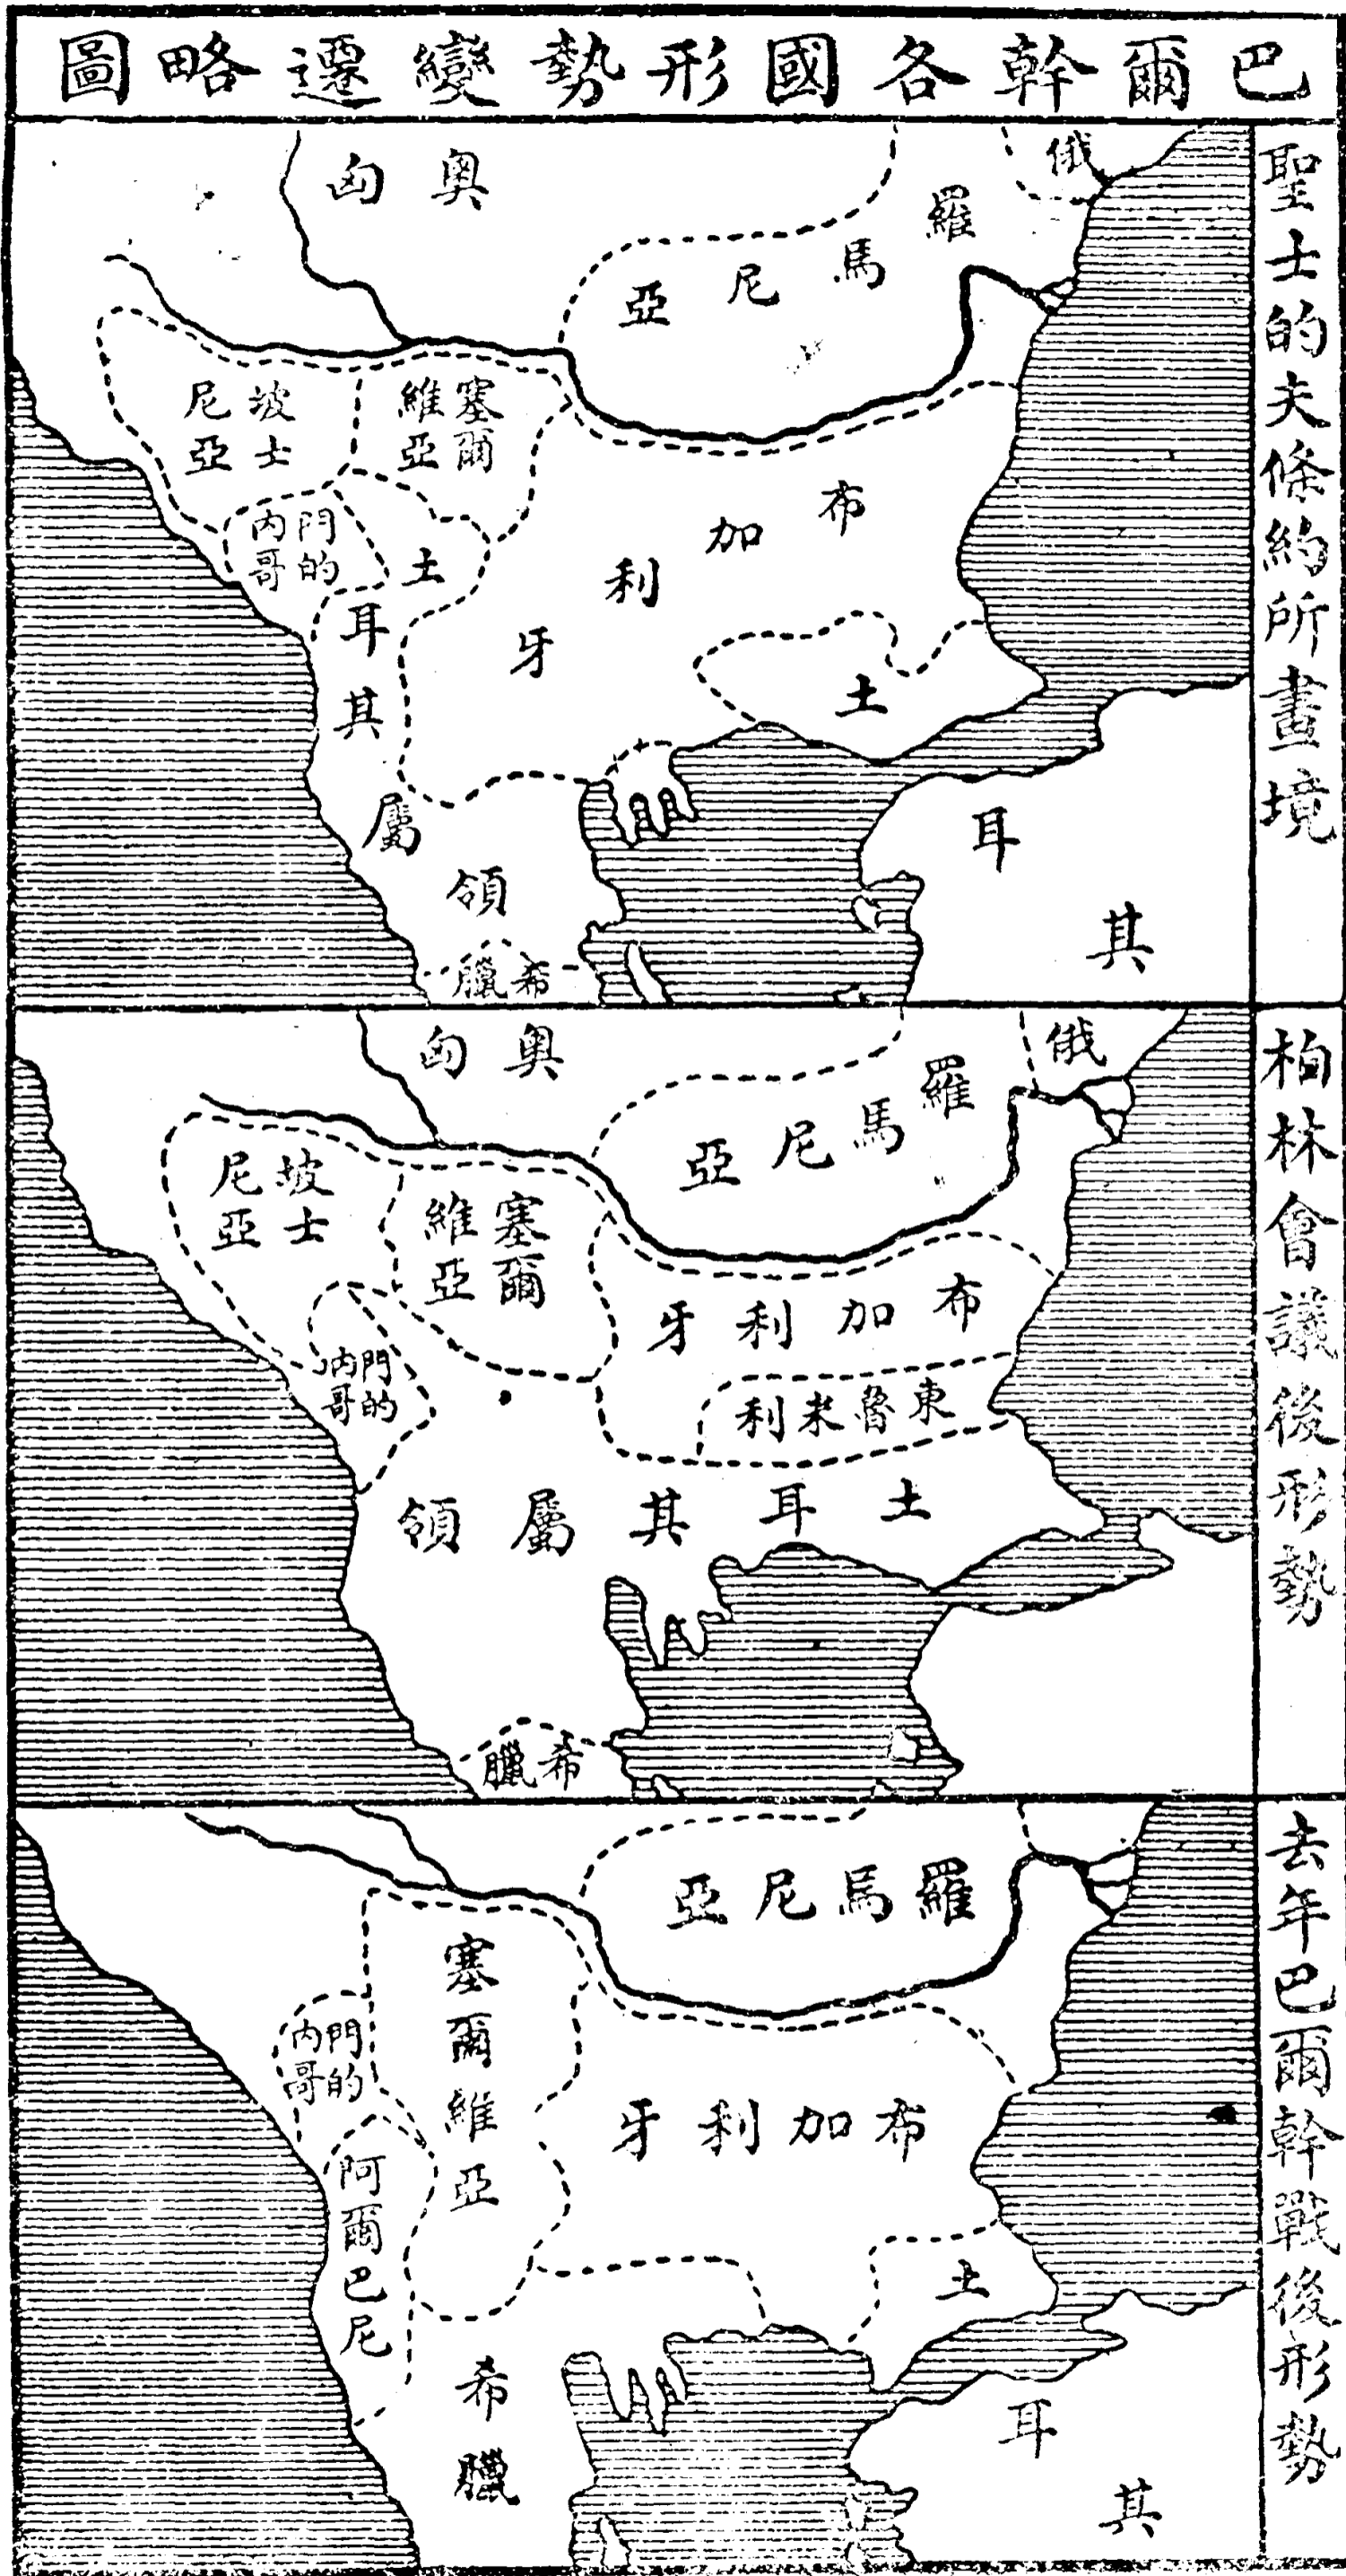 巴爾幹各國形勢變遷略圖
聖士的夫條約所畫境
俄
奧匈
羅馬尼亞
塞爾維亞
坡士尼亞
門的內哥
布加利牙
土耳其屬領
土耳其
希臘
柏林會議後形勢
俄
奧匈
羅馬尼亞
塞爾維亞
坡士尼亞
門的內哥
布加利牙
東魯末利
土耳其屬領
希臘
去年巴爾幹戰後形勢
羅馬尼亞
塞爾維亞
門的內哥
布加利牙
阿爾巴尼
土耳其
希臘